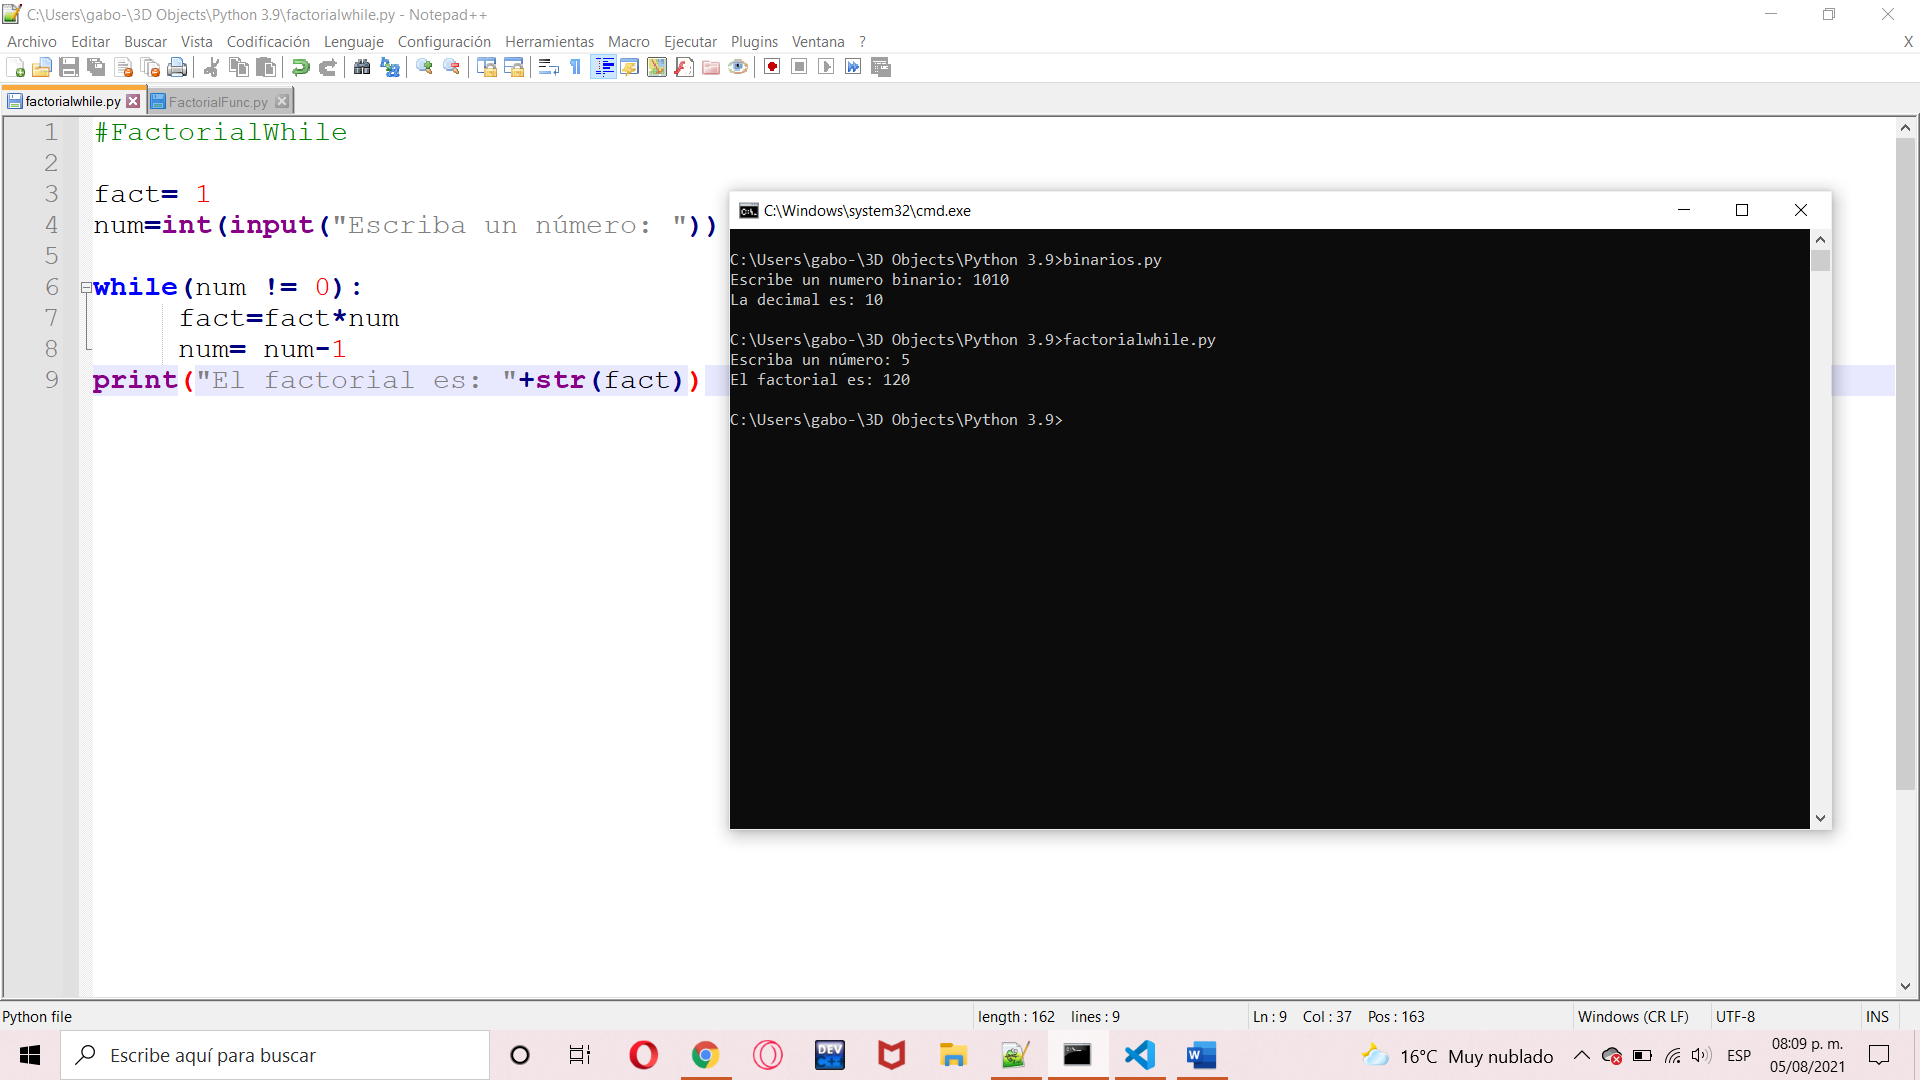 C:\Users\gabo-\3D Objects\Python 3.9\factorialwhile.py - Notepad++
Archivo Editar Buscar Vista Codificación Lenguaje Configuración Herramientas Macro Ejecutar Plugins Ventana ? X
factorialwhile.py FactorialFunc.py
1 #FactorialWhile
2
3 fact= 1
4 num=int(input("Escriba un número: "))
5
6 while(num != 0):
7 fact=fact*num
8 num= num-1
9 print("El factorial es: "+str(fact))
C:\Windows\system32\cmd.exe
C:\Users\gabo-\3D Objects\Python 3.9>binarios.py
Escribe un numero binario: 1010
La decimal es: 10
C:\Users\gabo-\3D Objects\Python 3.9>factorialwhile.py
Escriba un número: 5
El factorial es: 120
C:\Users\gabo-\3D Objects\Python 3.9>
Python file length : 162 lines : 9 Ln : 9 Col : 37 Pos : 163 Windows (CR LF) UTF-8 INS
Escribe aquí para buscar
DEV C++
W
16°C Muy nublado
ESP
08:09 p. m.
05/08/2021